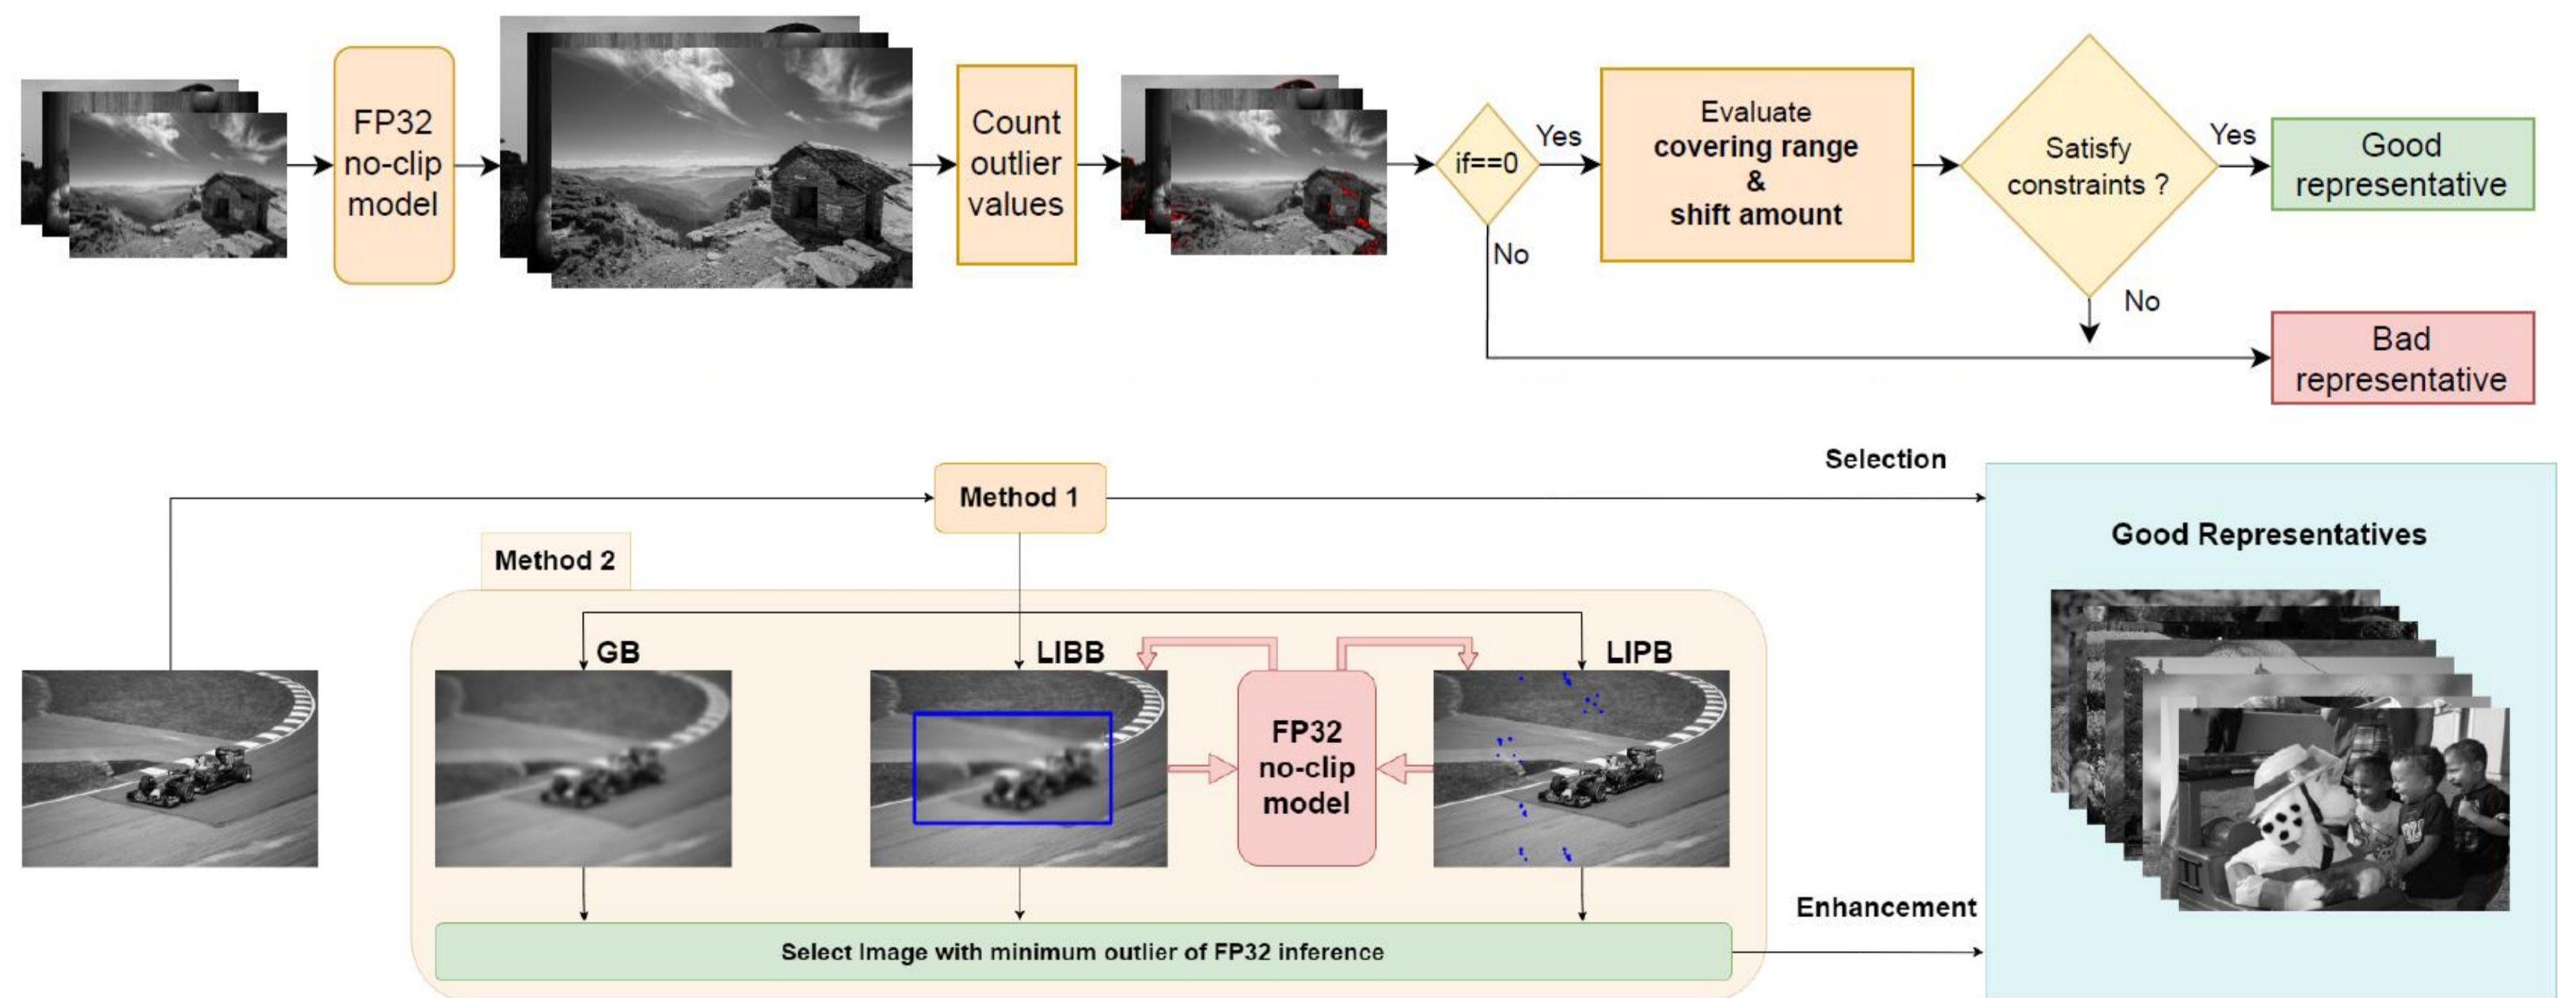 FP32
no-clip
model
Count
outlier
values
if==0
Yes
No
Evaluate
covering range
&
shift amount
Satisfy
constraints ?
Yes
No
Good
representative
Bad
representative
Selection
Method 1
Method 2
Good Representatives
GB
LIBB
LIPB
FP32
no-clip
model
Enhancement
Select Image with minimum outlier of FP32 inference